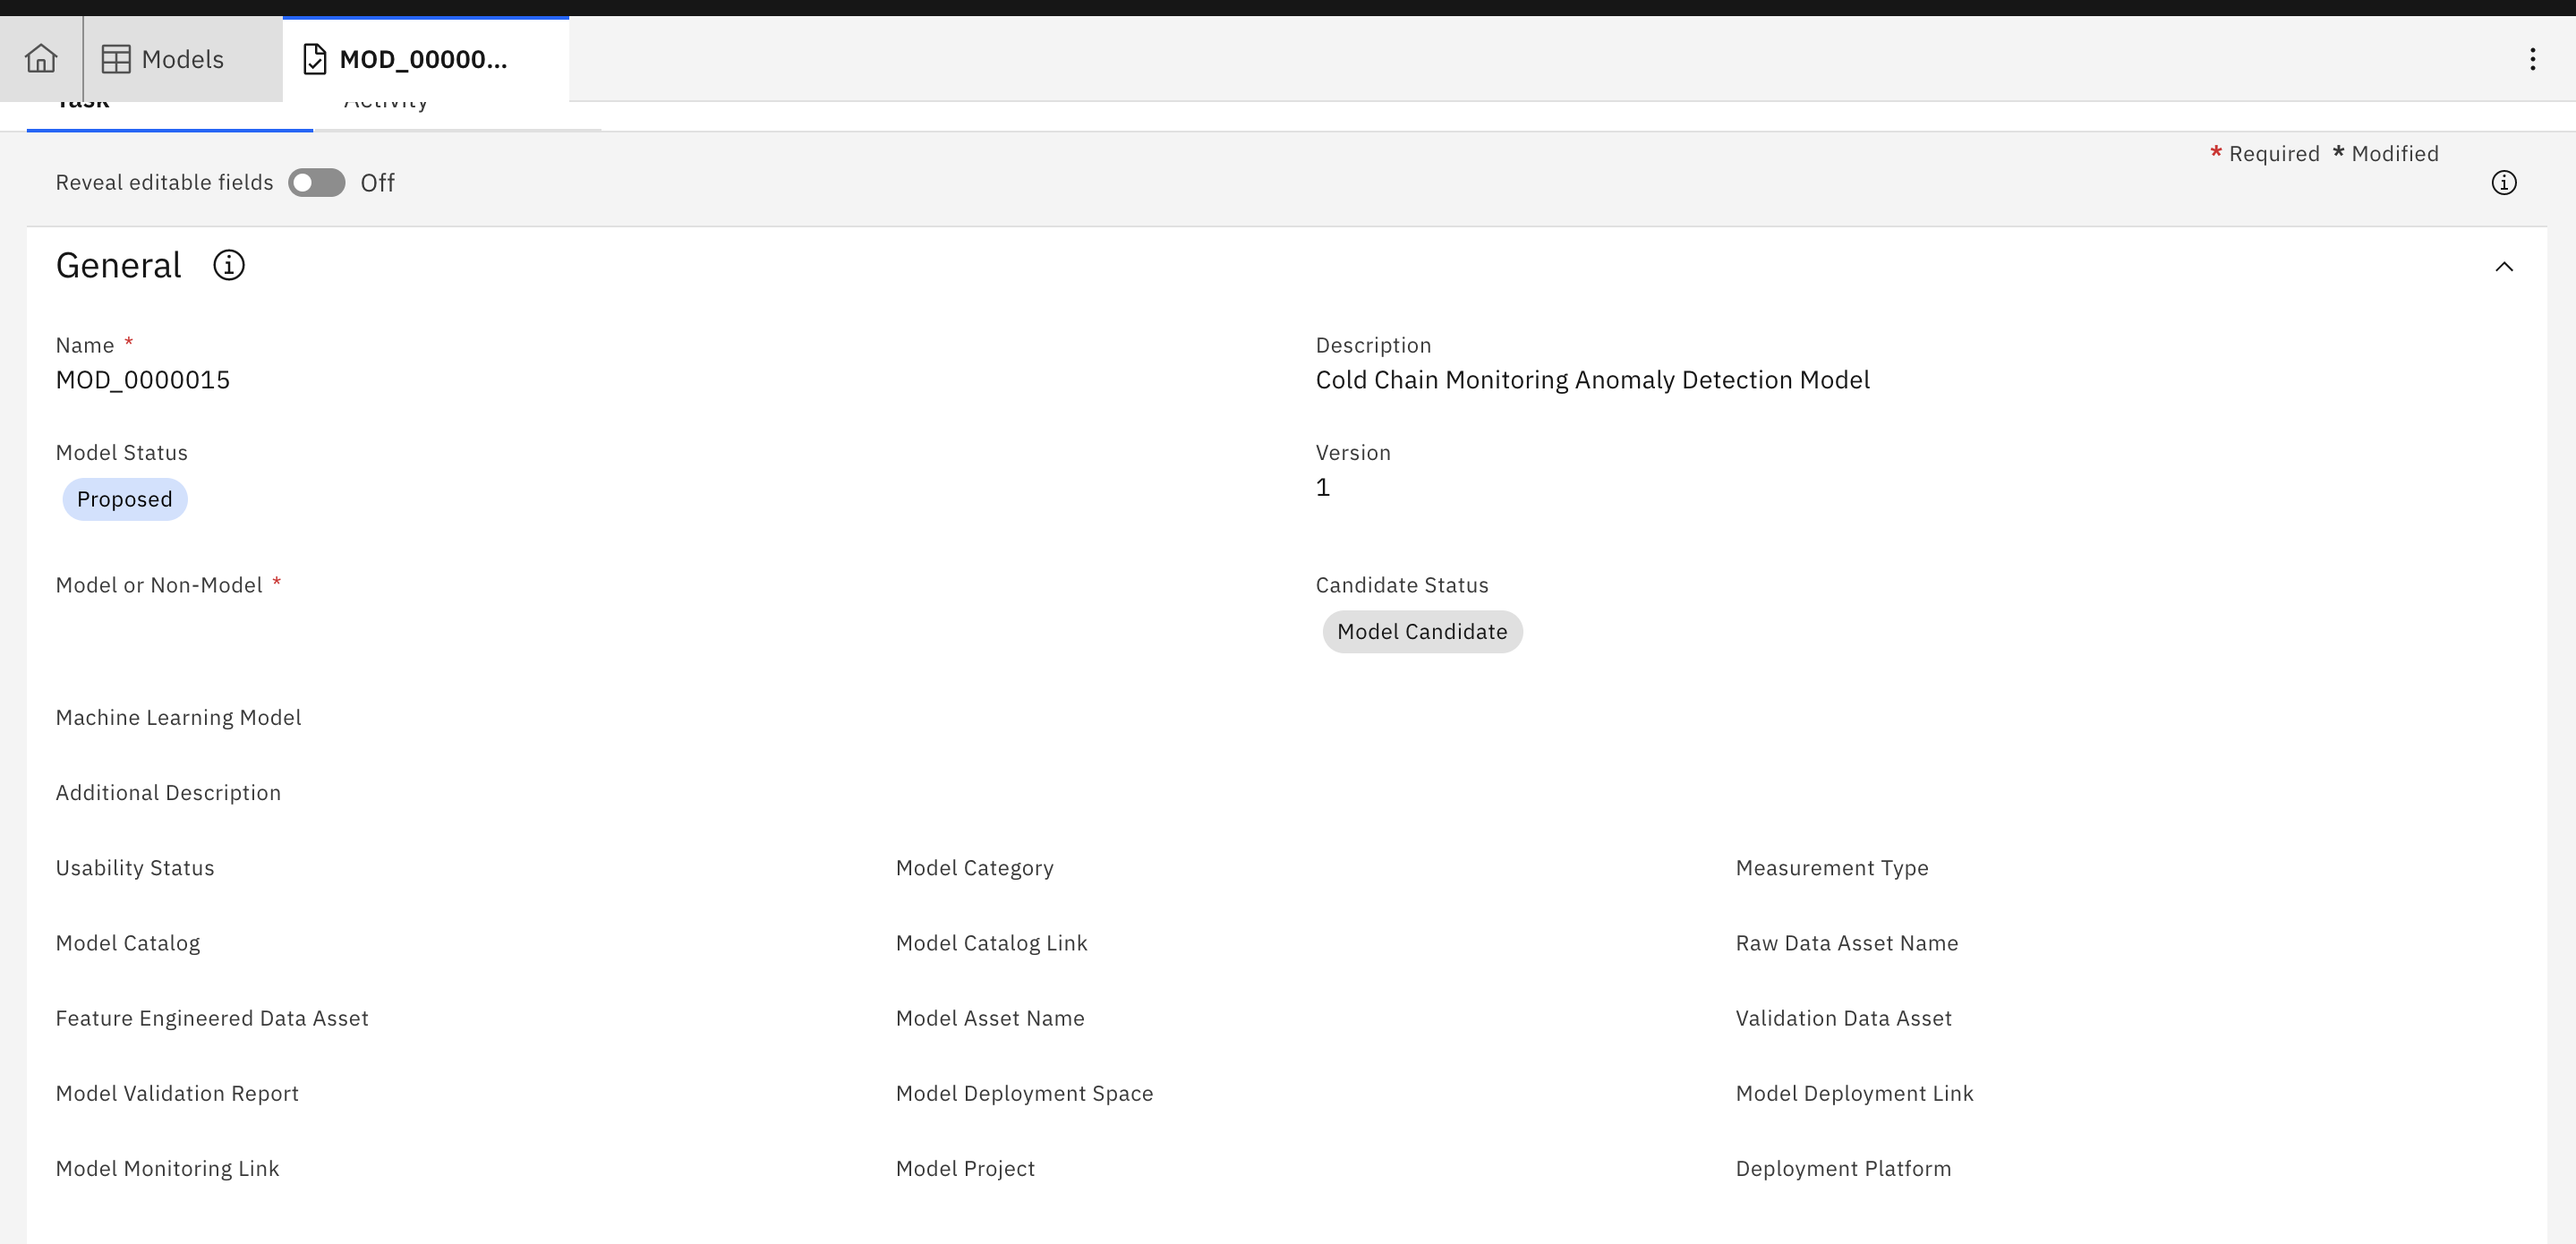 Models
MOD_00000...
Task Activity
* Required * Modified
Reveal editable fields Off
General
Name * Description
MOD_0000015 Cold Chain Monitoring Anomaly Detection Model
Model Status Version
Proposed 1
Model or Non-Model * Candidate Status
Model Candidate
Machine Learning Model
Additional Description
Usability Status Model Category Measurement Type
Model Catalog Model Catalog Link Raw Data Asset Name
Feature Engineered Data Asset Model Asset Name Validation Data Asset
Model Validation Report Model Deployment Space Model Deployment Link
Model Monitoring Link Model Project Deployment Platform